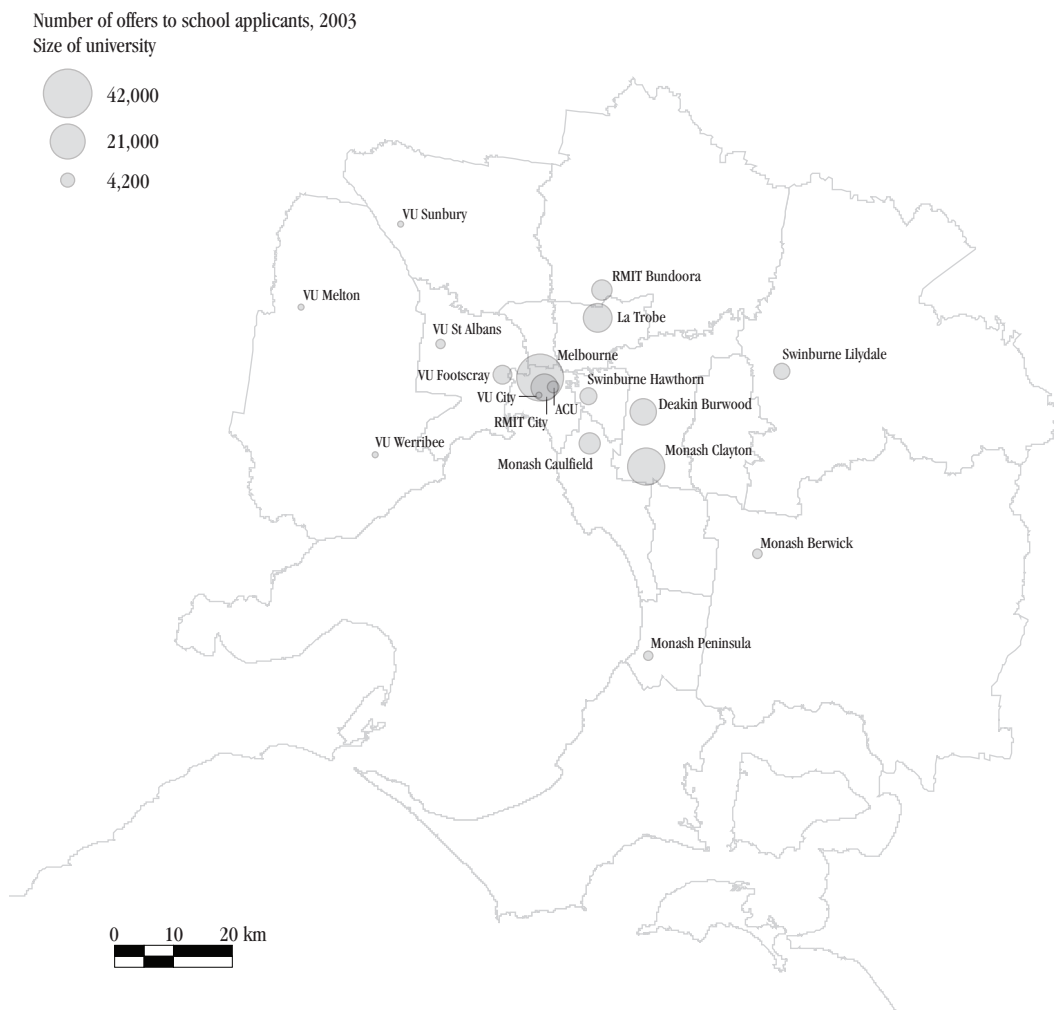 Number of offers to school applicants, 2003
Size of university
42,000
21,000
4,200
VU Sunbury
RMIT Bundoora
VU Melton
La Trobe
VU St Albans
Melbourne
Swinburne Lilydale
VU Footscray
Swinburne Hawthorn
VU City
Deakin Burwood
ACU
RMIT City
VU Werribee
Monash Clayton
Monash Caulfield
Monash Berwick
Monash Peninsula
0 10 20 km